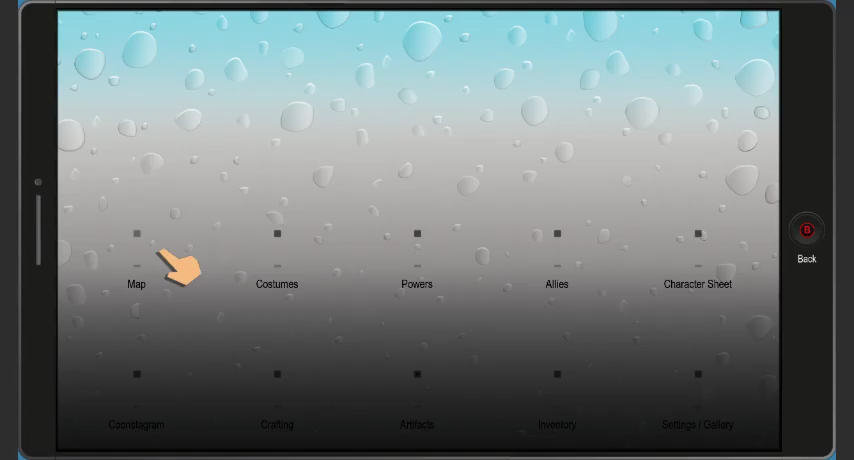 B
Back
Map
Costumes
Powers
Allies
Character Sheet
Coonstagram
Crafting
Artifacts
Inventory
Settings / Gallery